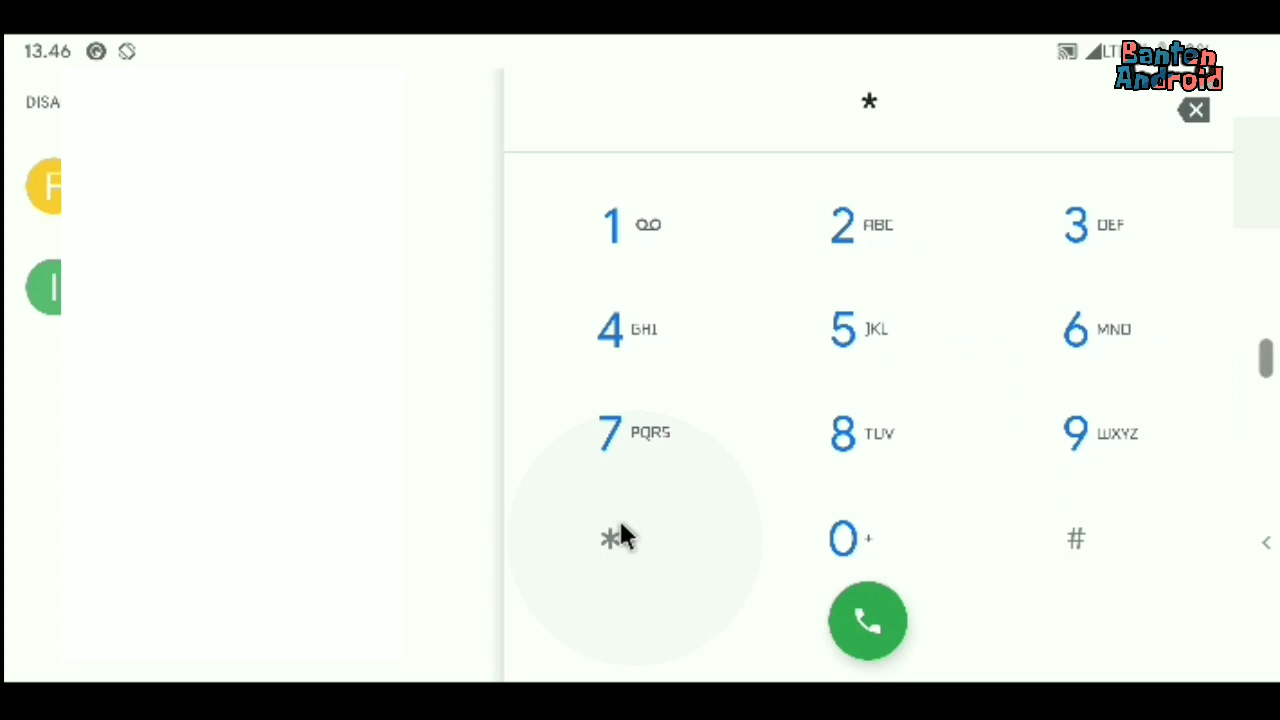 13.46
LT
Banten
Android
DISA
*
F
I
1
2 ABC
3 DEF
4 GHI
5 JKL
6 MNO
7 PQRS
8 TUV
9 WXYZ
*
0 +
#